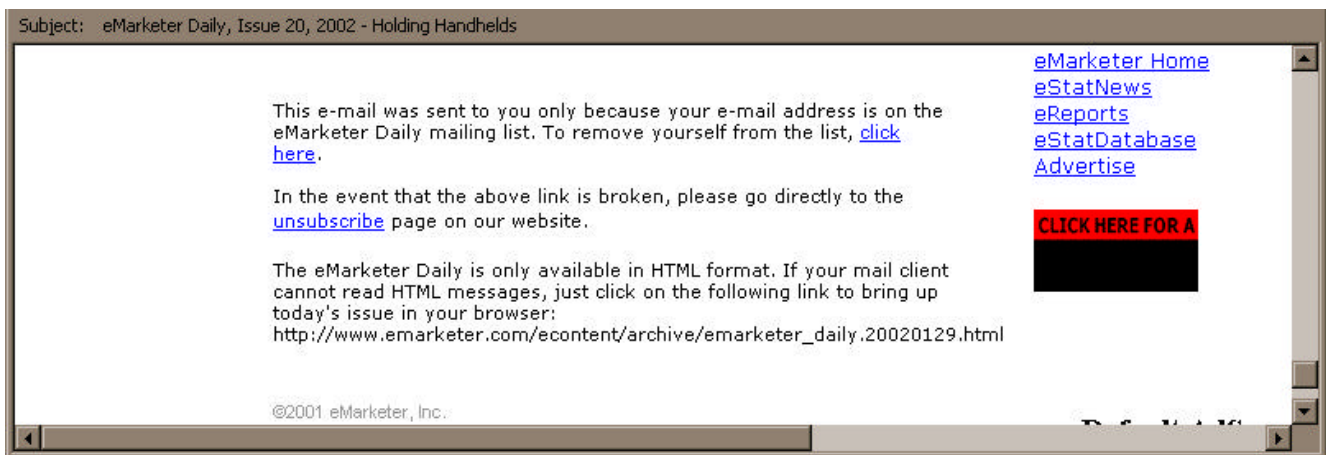 Subject: eMarketer Daily, Issue 20, 2002 - Holding Handhelds
This e-mail was sent to you only because your e-mail address is on the
eMarketer Daily mailing list. To remove yourself from the list, click
here.
In the event that the above link is broken, please go directly to the
unsubscribe page on our website.
The eMarketer Daily is only available in HTML format. If your mail client
cannot read HTML messages, just click on the following link to bring up
today's issue in your browser:
http://www.emarketer.com/econtent/archive/emarketer_daily.20020129.html
©2001 eMarketer, Inc.
eMarketer Home
eStatNews
eReports
eStatDatabase
Advertise
CLICK HERE FOR A